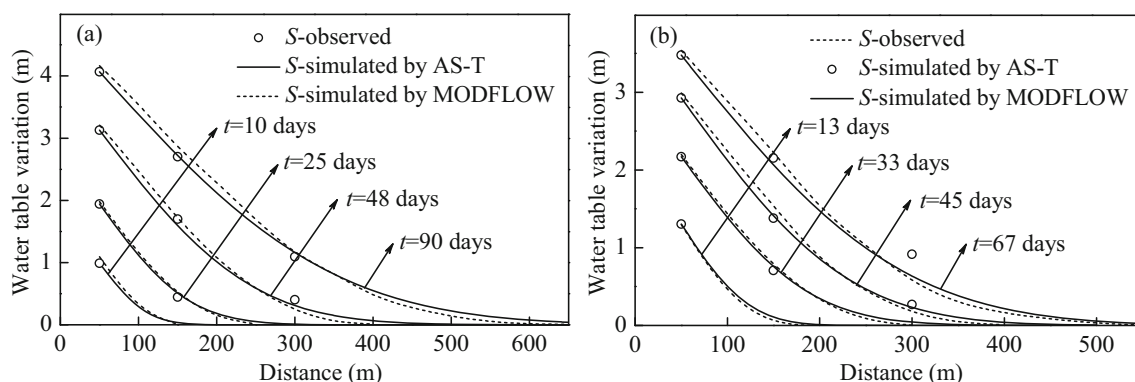 (a)
S-observed
S-simulated by AS-T
S-simulated by MODFLOW
t=10 days
t=25 days
t=48 days
t=90 days
Water table variation (m)
4
3
2
1
0
0 100 200 300 400 500 600
Distance (m)
(b)
S-observed
S-simulated by AS-T
S-simulated by MODFLOW
t=13 days
t=33 days
t=45 days
t=67 days
Water table variation (m)
3
2
1
0
0 100 200 300 400 500
Distance (m)